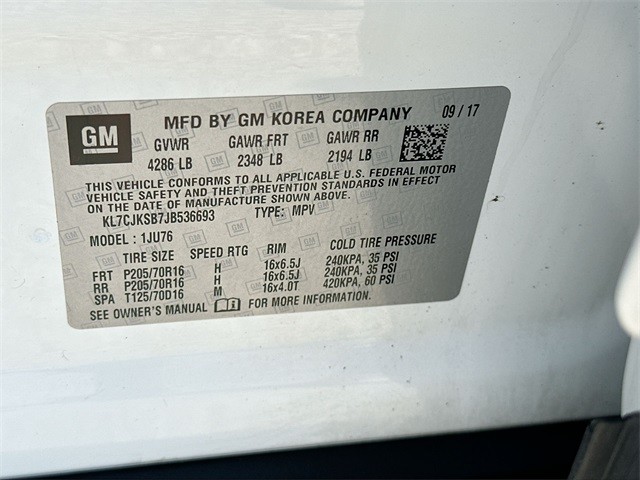 GM
MFD BY GM KOREA COMPANY 09 / 17
GVWR GAWR FRT GAWR RR
4286 LB 2348 LB 2194 LB
THIS VEHICLE CONFORMS TO ALL APPLICABLE U.S. FEDERAL MOTOR
VEHICLE SAFETY AND THEFT PREVENTION STANDARDS IN EFFECT
ON THE DATE OF MANUFACTURE SHOWN ABOVE.
KL7CJKSB7JB536693 TYPE: MPV
MODEL : 1JU76
TIRE SIZE SPEED RTG RIM COLD TIRE PRESSURE
FRT P205/70R16 H 16x6.5J 240KPA, 35 PSI
RR P205/70R16 H 16x6.5J 240KPA, 35 PSI
SPA T125/70D16 M 16x4.0T 420KPA, 60 PSI
SEE OWNER'S MANUAL FOR MORE INFORMATION.